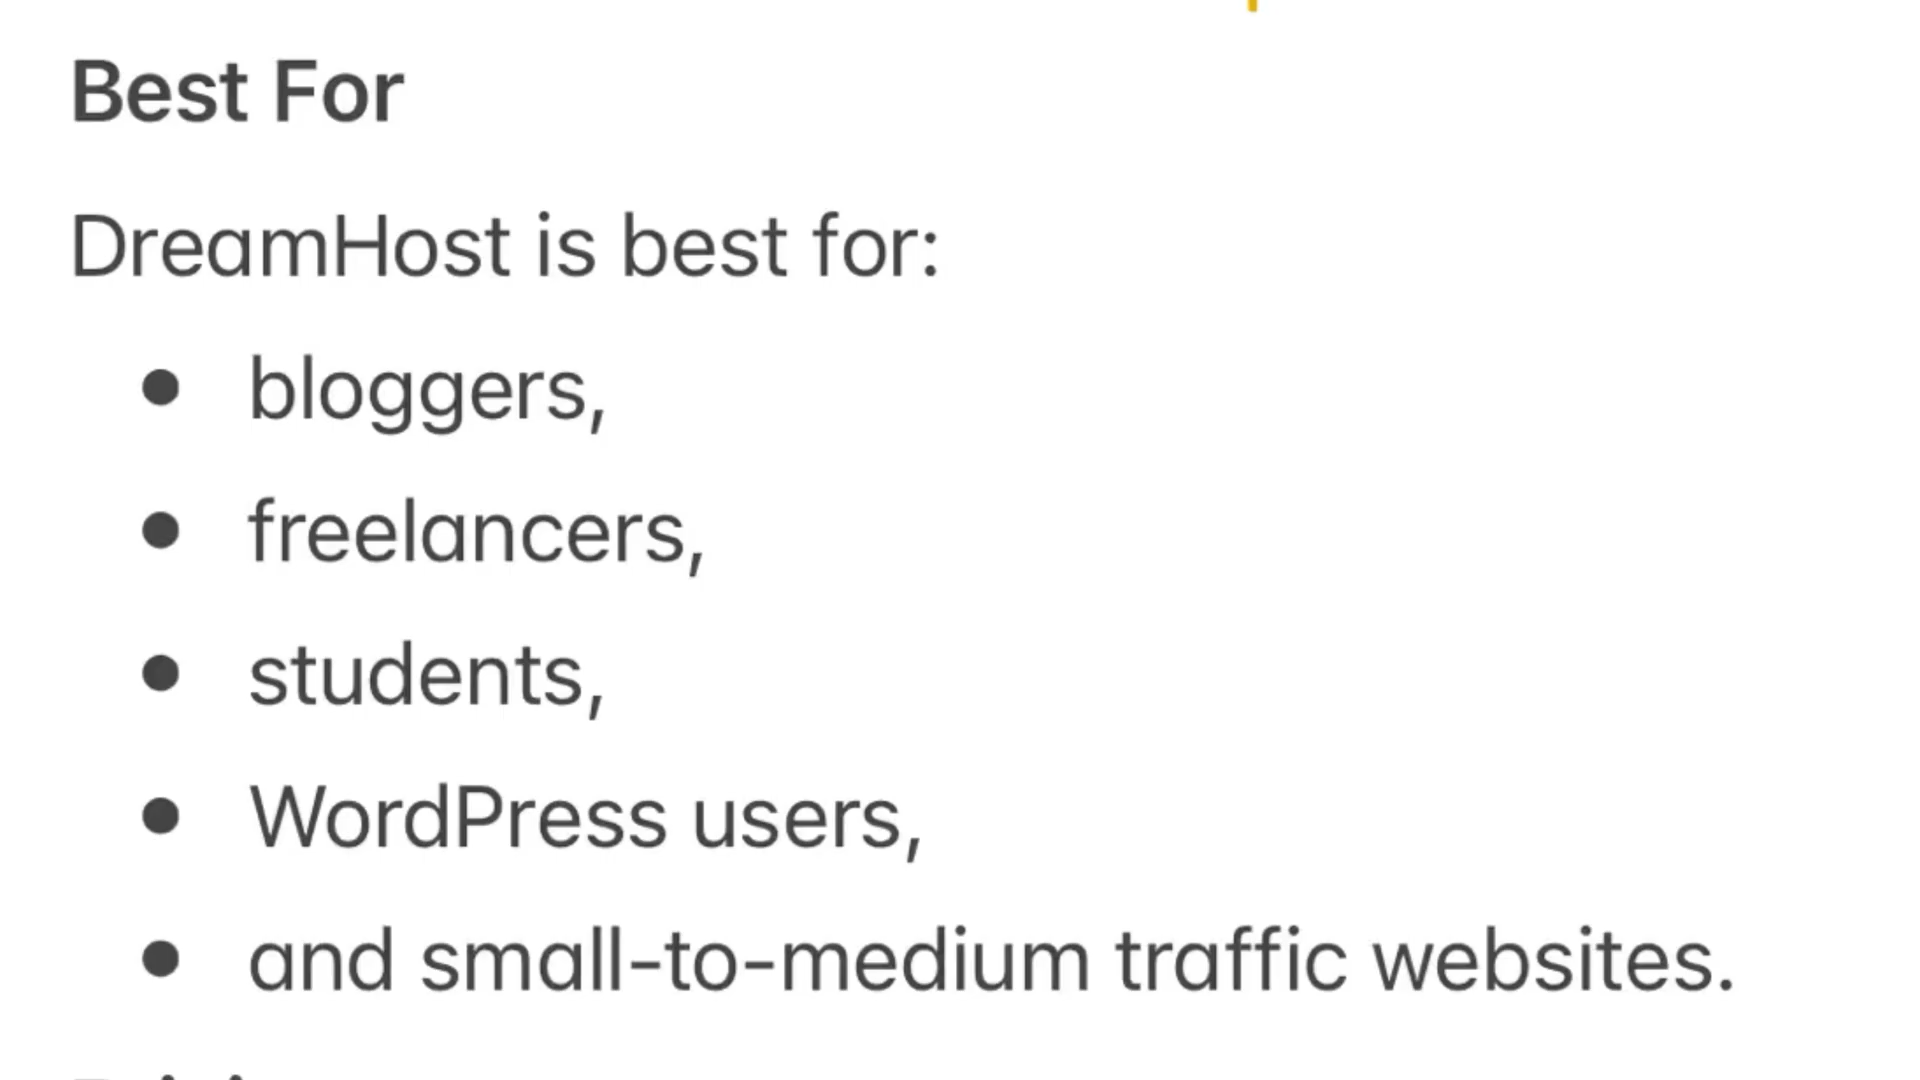 Best For
DreamHost is best for:
● bloggers,
● freelancers,
● students,
● WordPress users,
● and small-to-medium traffic websites.